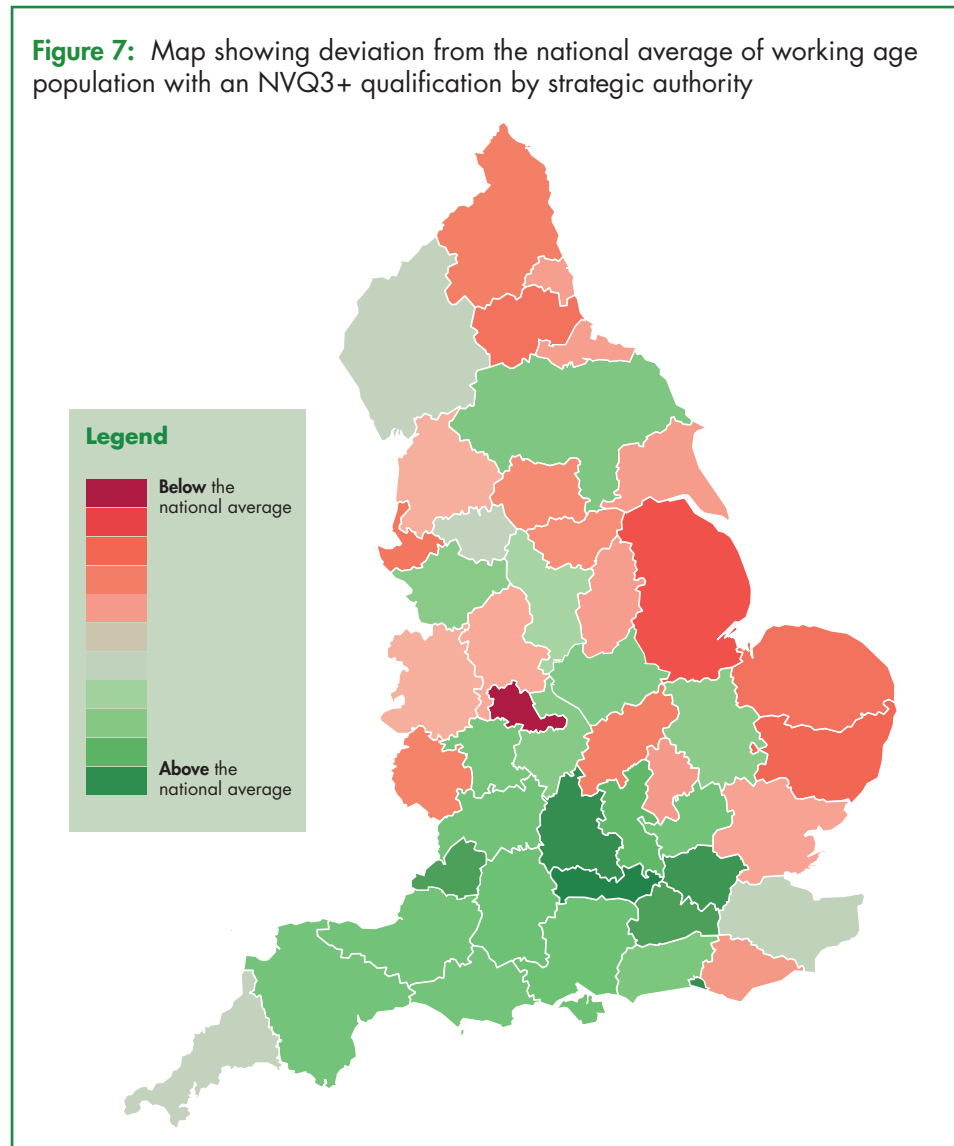 Figure 7: Map showing deviation from the national average of working age
population with an NVQ3+ qualification by strategic authority
Legend
Below the
national average
Above the
national average